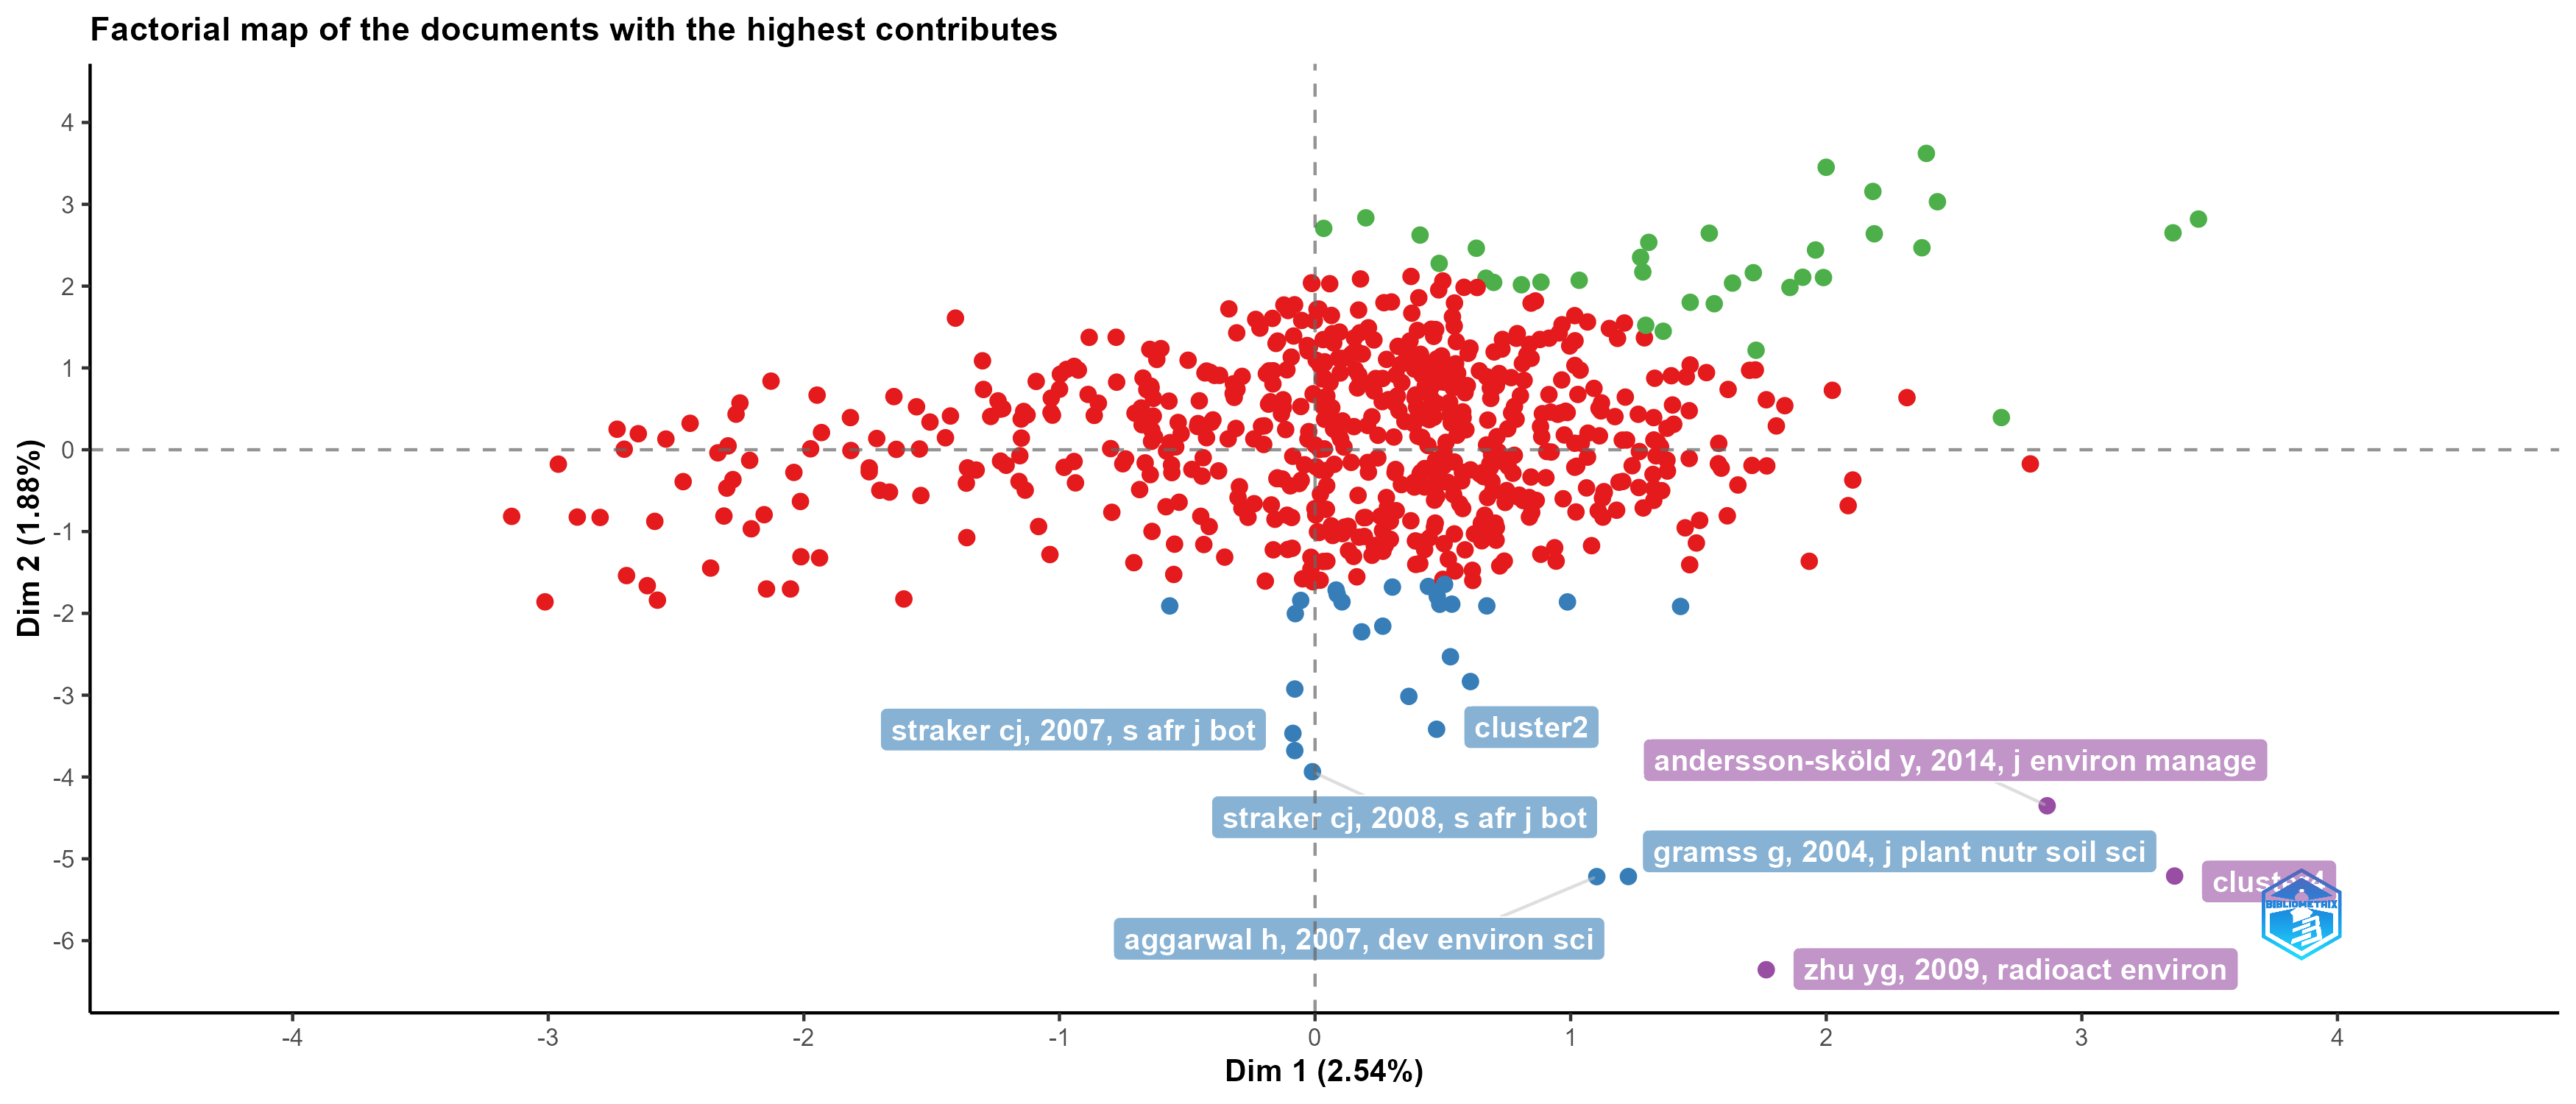 Factorial map of the documents with the highest contributes
4
3
2
1
0
-1
-2
-3
-4
-5
-6
Dim 2 (1.88%)
straker cj, 2007, s afr j bot
cluster2
andersson-sköld y, 2014, j environ manage
straker cj, 2008, s afr j bot
gramss g, 2004, j plant nutr soil sci
cluster4
BIBLIOMETRIX
aggarwal h, 2007, dev environ sci
zhu yg, 2009, radioact environ
-4
-3
-2
-1
0
1
2
3
4
Dim 1 (2.54%)